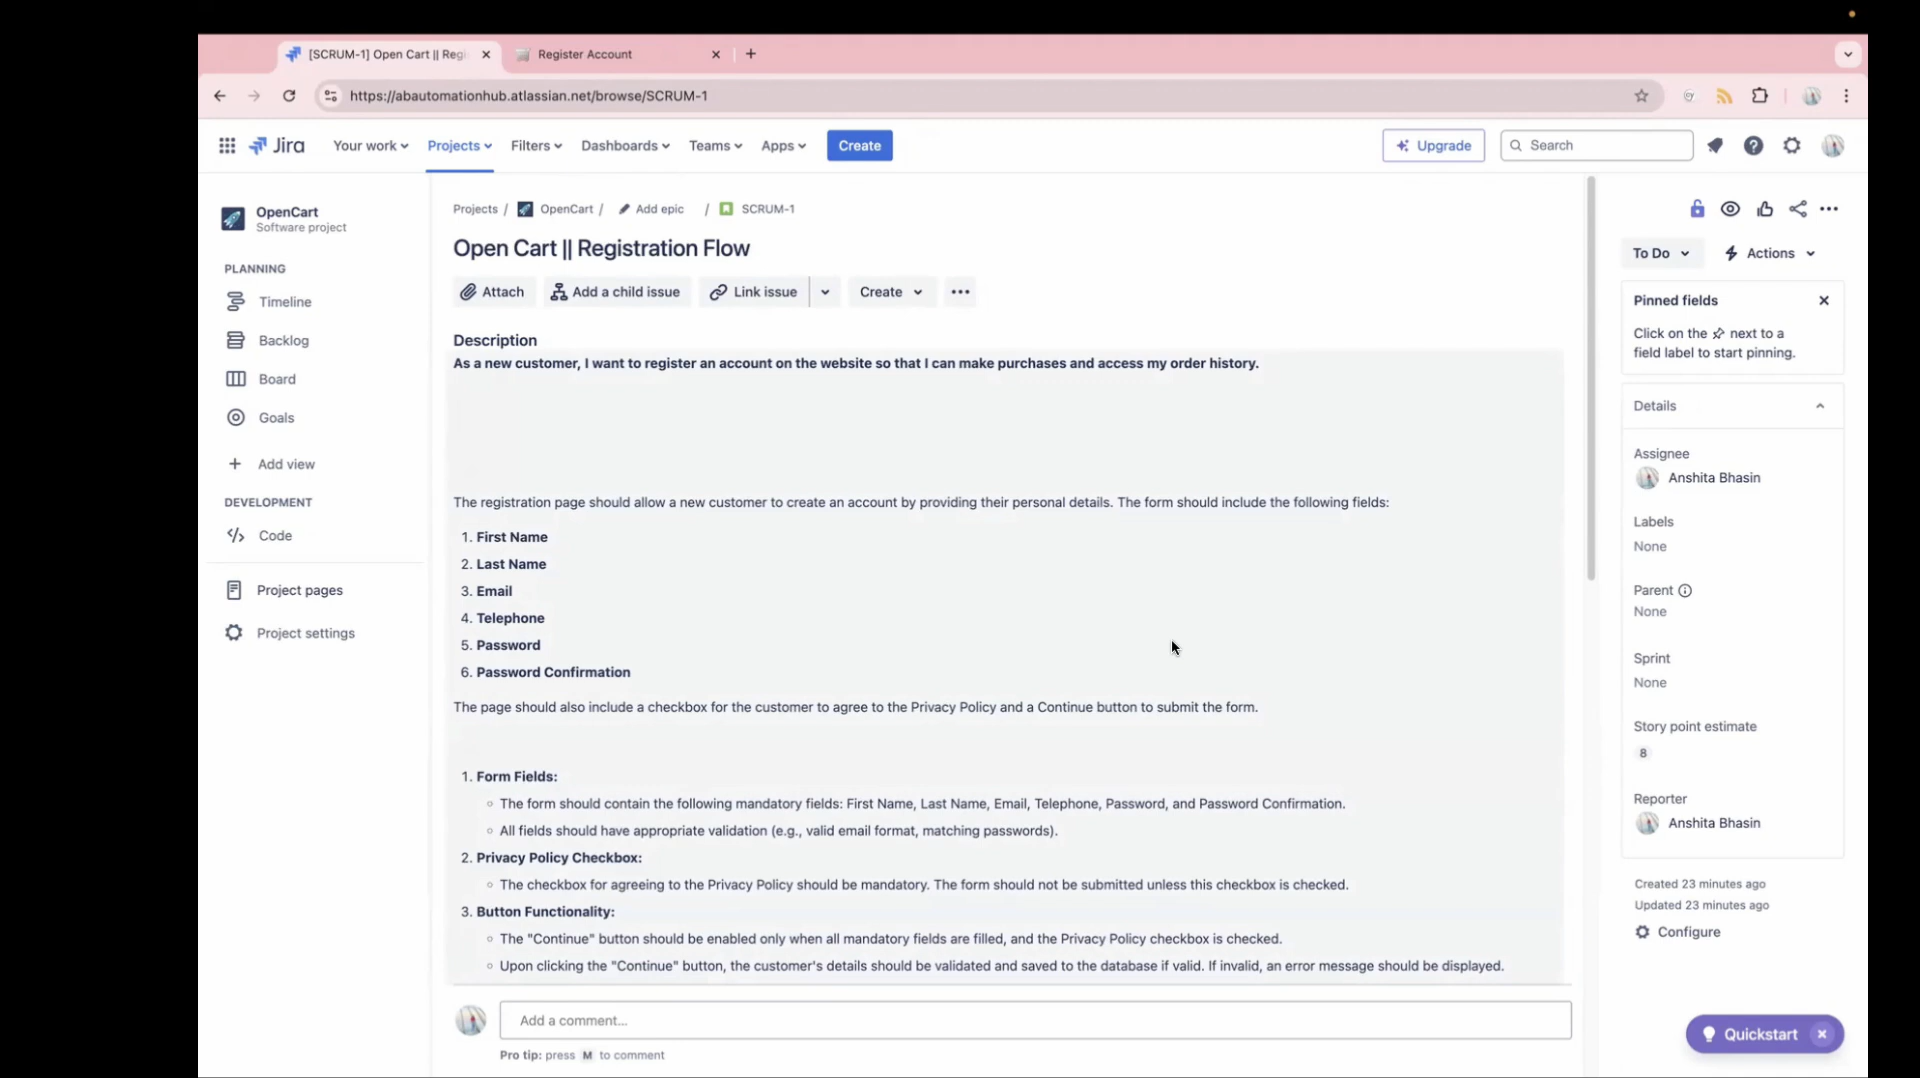 [SCRUM-1] Open Cart || Regi
Register Account
https://abautomationhub.atlassian.net/browse/SCRUM-1
Jira
Your work
Projects
Filters
Dashboards
Teams
Apps
Create
Upgrade
Search
OpenCart
Software project
PLANNING
Timeline
Backlog
Board
Goals
Add view
DEVELOPMENT
Code
Project pages
Project settings
Projects / OpenCart / Add epic / SCRUM-1
Open Cart || Registration Flow
Attach
Add a child issue
Link issue
Create
Description
As a new customer, I want to register an account on the website so that I can make purchases and access my order history.
The registration page should allow a new customer to create an account by providing their personal details. The form should include the following fields:
1. First Name
2. Last Name
3. Email
4. Telephone
5. Password
6. Password Confirmation
The page should also include a checkbox for the customer to agree to the Privacy Policy and a Continue button to submit the form.
1. Form Fields:
The form should contain the following mandatory fields: First Name, Last Name, Email, Telephone, Password, and Password Confirmation.
All fields should have appropriate validation (e.g., valid email format, matching passwords).
2. Privacy Policy Checkbox:
The checkbox for agreeing to the Privacy Policy should be mandatory. The form should not be submitted unless this checkbox is checked.
3. Button Functionality:
The "Continue" button should be enabled only when all mandatory fields are filled, and the Privacy Policy checkbox is checked.
Upon clicking the "Continue" button, the customer's details should be validated and saved to the database if valid. If invalid, an error message should be displayed.
Add a comment...
Pro tip: press M to comment
To Do
Actions
Pinned fields
Click on the next to a
field label to start pinning.
Details
Assignee
Anshita Bhasin
Labels
None
Parent
None
Sprint
None
Story point estimate
8
Reporter
Anshita Bhasin
Created 23 minutes ago
Updated 23 minutes ago
Configure
Quickstart